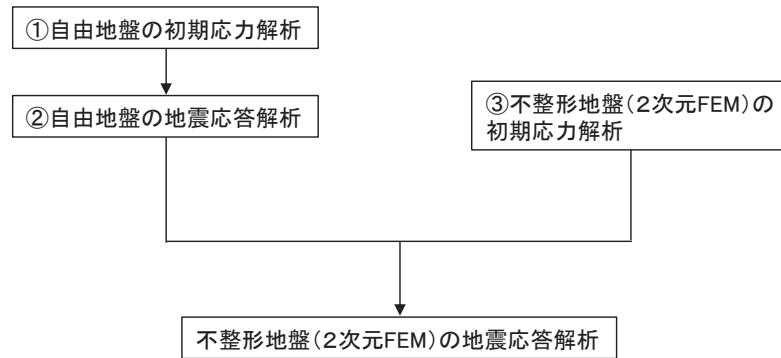 ①自由地盤の初期応力解析
②自由地盤の地震応答解析
③不整形地盤(2次元FEM)の
初期応力解析
不整形地盤(2次元FEM)の地震応答解析